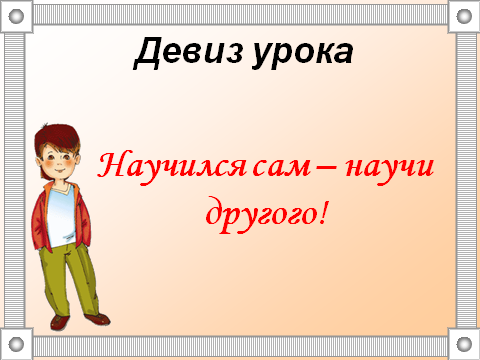 Девиз урока
Научился сам – научи
другого!